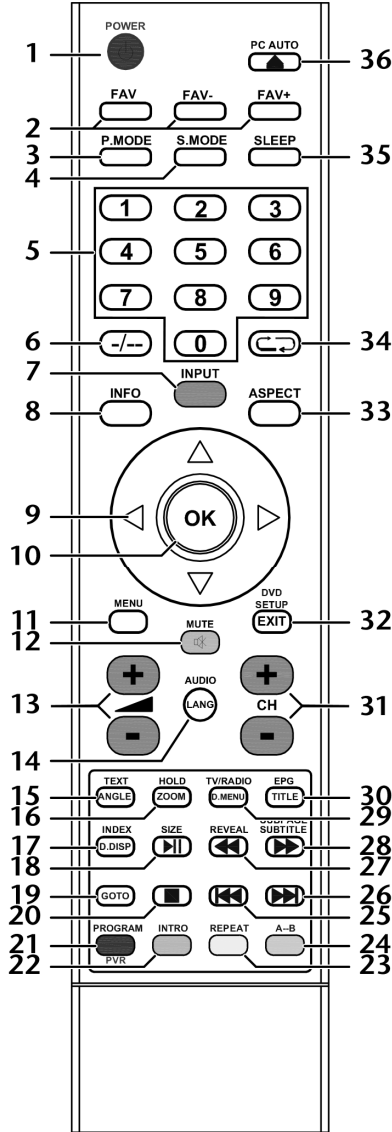 POWER
1
PC AUTO
36
FAV FAV- FAV+
2
P.MODE S.MODE SLEEP
3
4
35
1 2 3
5
4 5 6
7 8 9
6
-/--
0
34
7
INPUT
8
INFO
ASPECT
33
9
OK
10
11
MENU
12
MUTE
DVD
SETUP
EXIT
32
13
+
-
AUDIO
LANG
14
+
CH
-
31
TEXT HOLD TV/RADIO EPG
15
ANGLE ZOOM D.MENU TITLE
30
16
29
INDEX SIZE REVEAL SUBPAGE
SUBTITLE
17
D.DISP
28
18
27
19
GOTO
26
20
25
PROGRAM INTRO REPEAT A--B
21
24
22
PVR
23